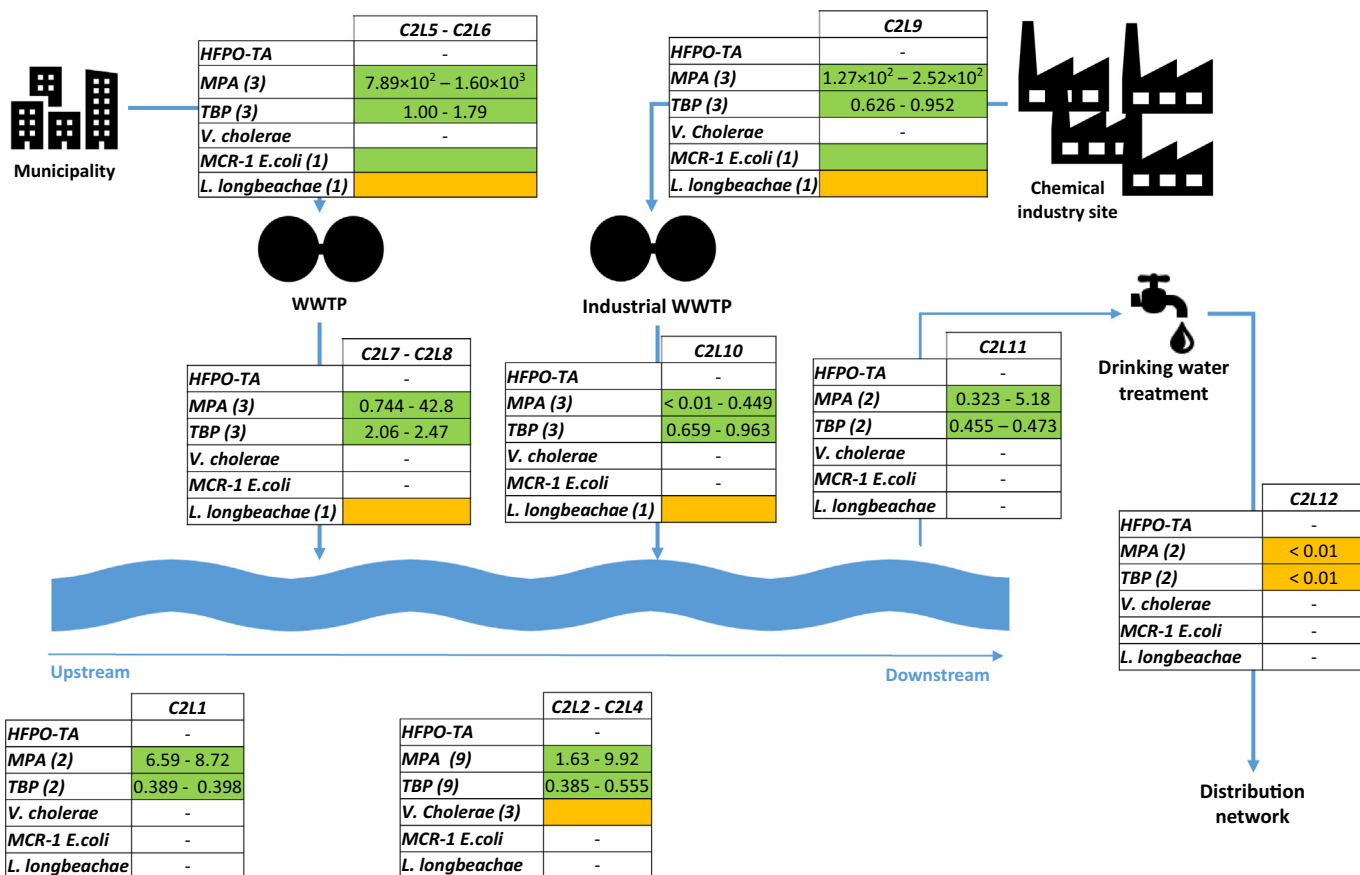 C2L5 - C2L6
HFPO-TA -
MPA (3) 7.89×10² – 1.60×10³
TBP (3) 1.00 - 1.79
V. cholerae -
MCR-1 E.coli (1)
L. longbeachae (1)
Municipality
C2L9
HFPO-TA -
MPA (3) 1.27×10² – 2.52×10²
TBP (3) 0.626 - 0.952
V. Cholerae -
MCR-1 E.coli (1)
L. longbeachae (1)
Chemical
industry site
WWTP
Industrial WWTP
Drinking water
treatment
C2L7 - C2L8
HFPO-TA -
MPA (3) 0.744 - 42.8
TBP (3) 2.06 - 2.47
V. cholerae -
MCR-1 E.coli -
L. longbeachae (1)
C2L10
HFPO-TA -
MPA (3) < 0.01 - 0.449
TBP (3) 0.659 - 0.963
V. cholerae -
MCR-1 E.coli -
L. longbeachae (1)
C2L11
HFPO-TA -
MPA (2) 0.323 - 5.18
TBP (2) 0.455 – 0.473
V. cholerae -
MCR-1 E.coli -
L. longbeachae -
C2L12
HFPO-TA -
MPA (2) < 0.01
TBP (2) < 0.01
V. cholerae -
MCR-1 E.coli -
L. longbeachae -
Upstream
Downstream
C2L1
HFPO-TA -
MPA (2) 6.59 - 8.72
TBP (2) 0.389 - 0.398
V. cholerae -
MCR-1 E.coli -
L. longbeachae -
C2L2 - C2L4
HFPO-TA -
MPA (9) 1.63 - 9.92
TBP (9) 0.385 - 0.555
V. Cholerae (3)
MCR-1 E.coli -
L. longbeachae -
Distribution
network